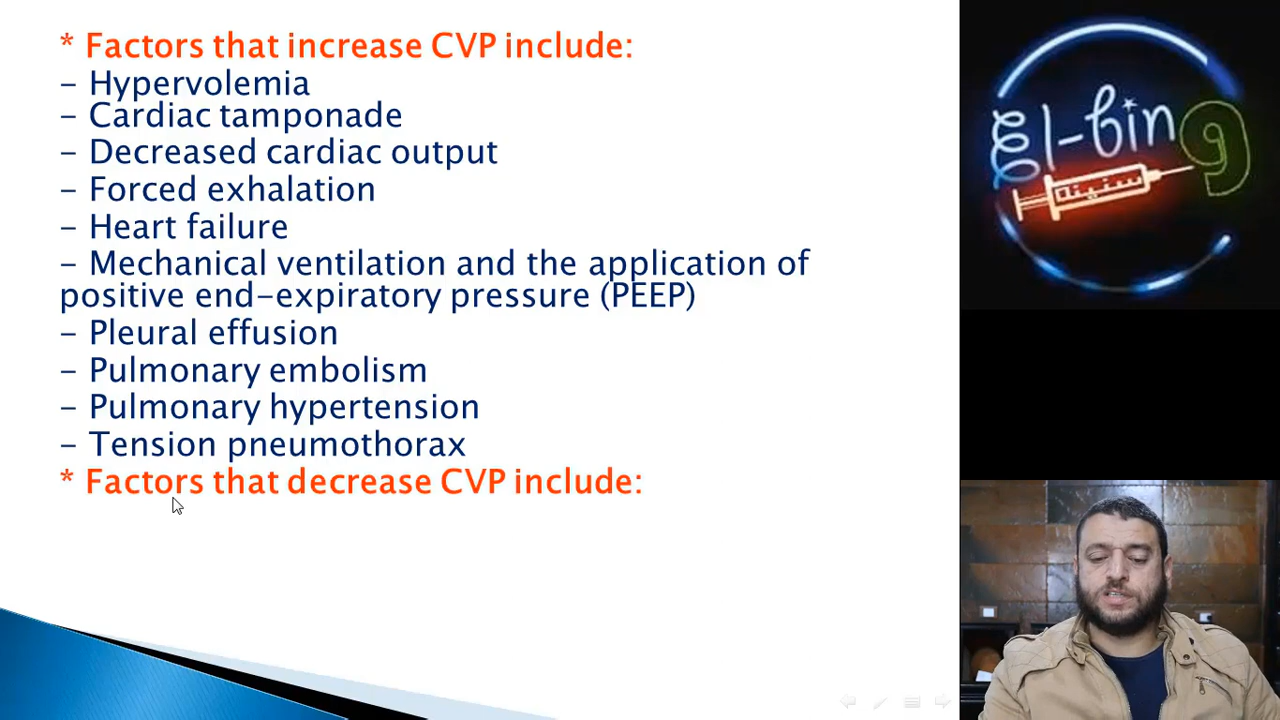 * Factors that increase CVP include:
- Hypervolemia
- Cardiac tamponade
- Decreased cardiac output
- Forced exhalation
- Heart failure
- Mechanical ventilation and the application of
positive end-expiratory pressure (PEEP)
- Pleural effusion
- Pulmonary embolism
- Pulmonary hypertension
- Tension pneumothorax
* Factors that decrease CVP include:
El-bin g
سنينه